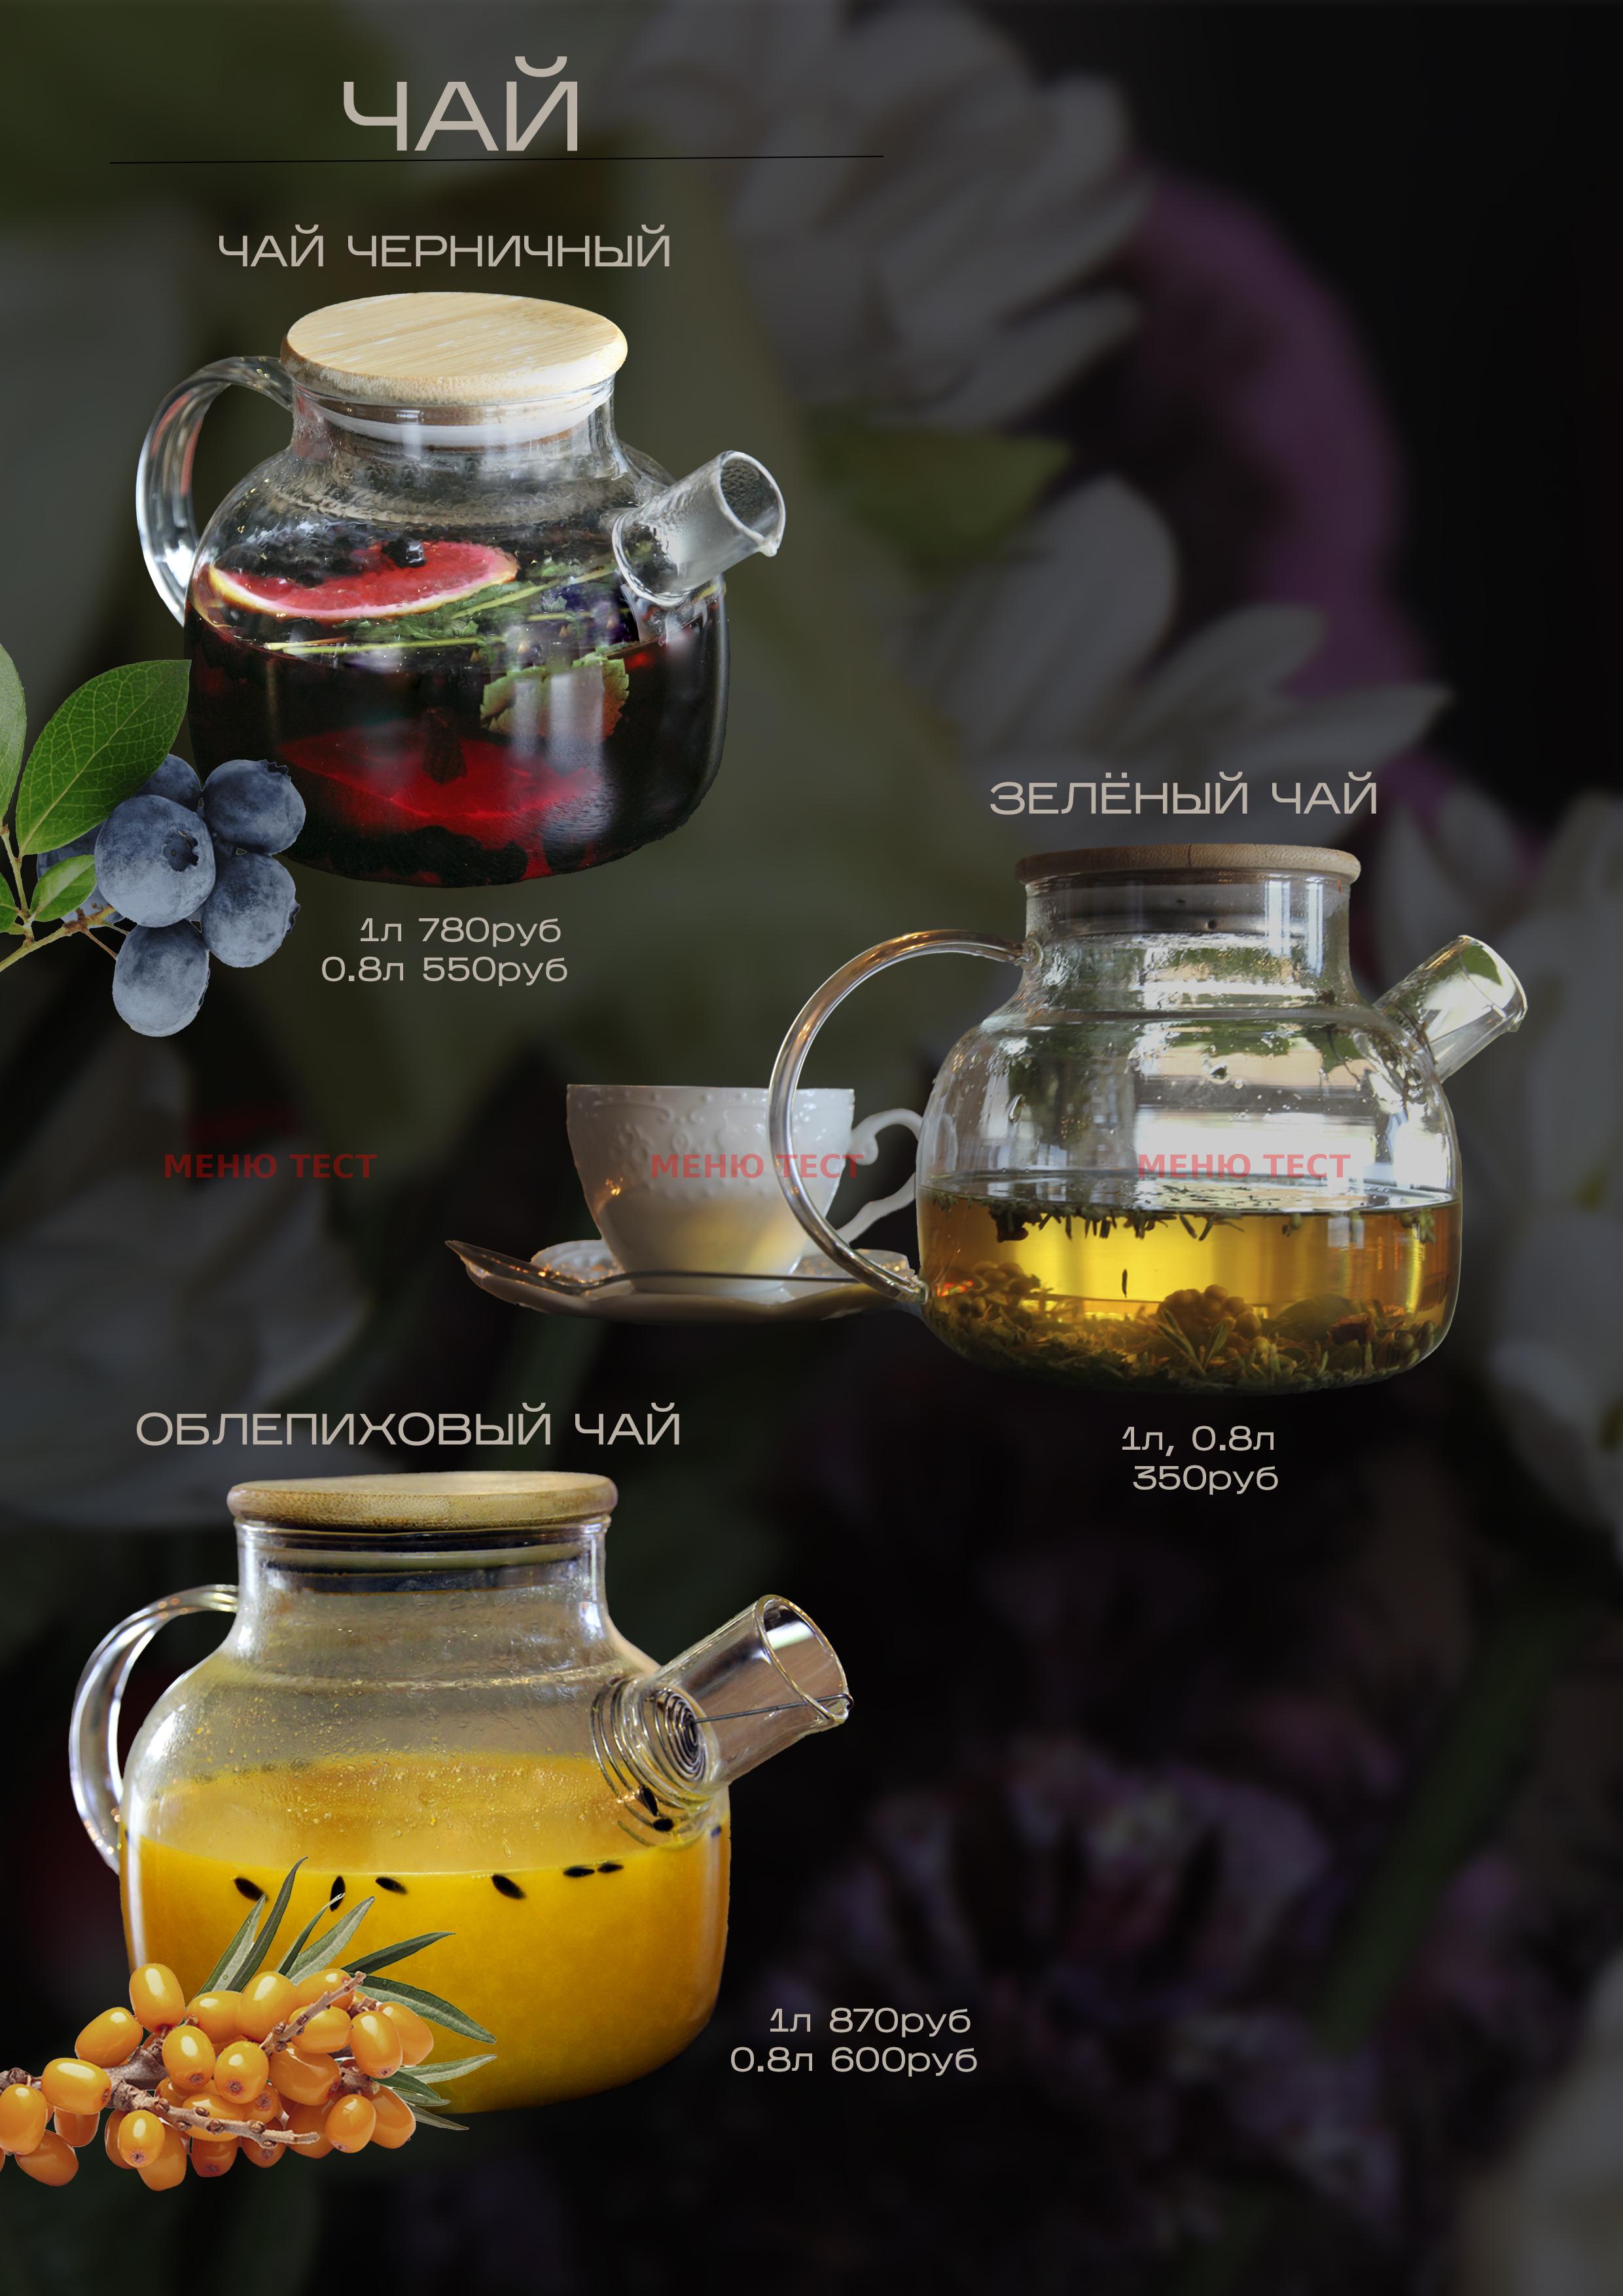 ЧАЙ
ЧАЙ ЧЕРНИЧНЫЙ
1л 780руб
0.8л 550руб
ЗЕЛЁНЫЙ ЧАЙ
МЕНЮ ТЕСТ МЕНЮ ТЕСТ МЕНЮ ТЕСТ
1л, 0.8л
350руб
ОБЛЕПИХОВЫЙ ЧАЙ
1л 870руб
0.8л 600руб